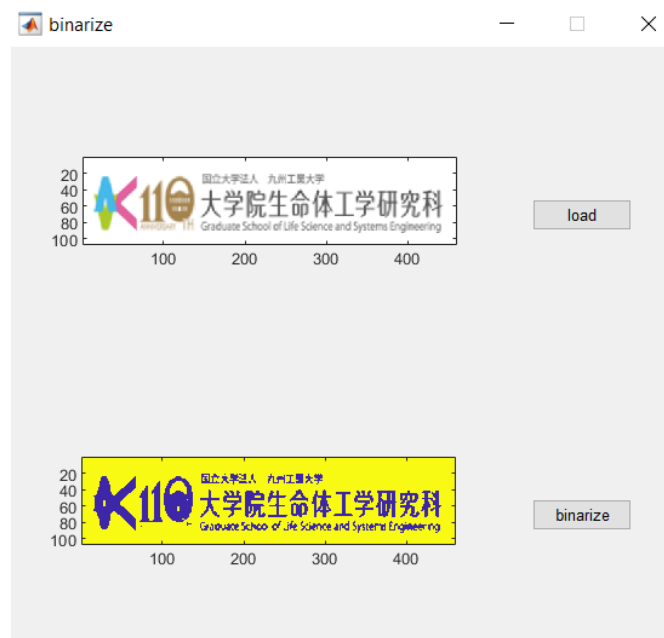 binarize
20
40
60
80
100
110
ANNIVERSARY TH
国立大学法人 九州工業大学
大学院生命体工学研究科
Graduate School of Life Science and Systems Engineering
100 200 300 400
load
20
40
60
80
100
110
国立大学法人 九州工業大学
大学院生命体工学研究科
Graduate School of Life Science and Systems Engineering
100 200 300 400
binarize